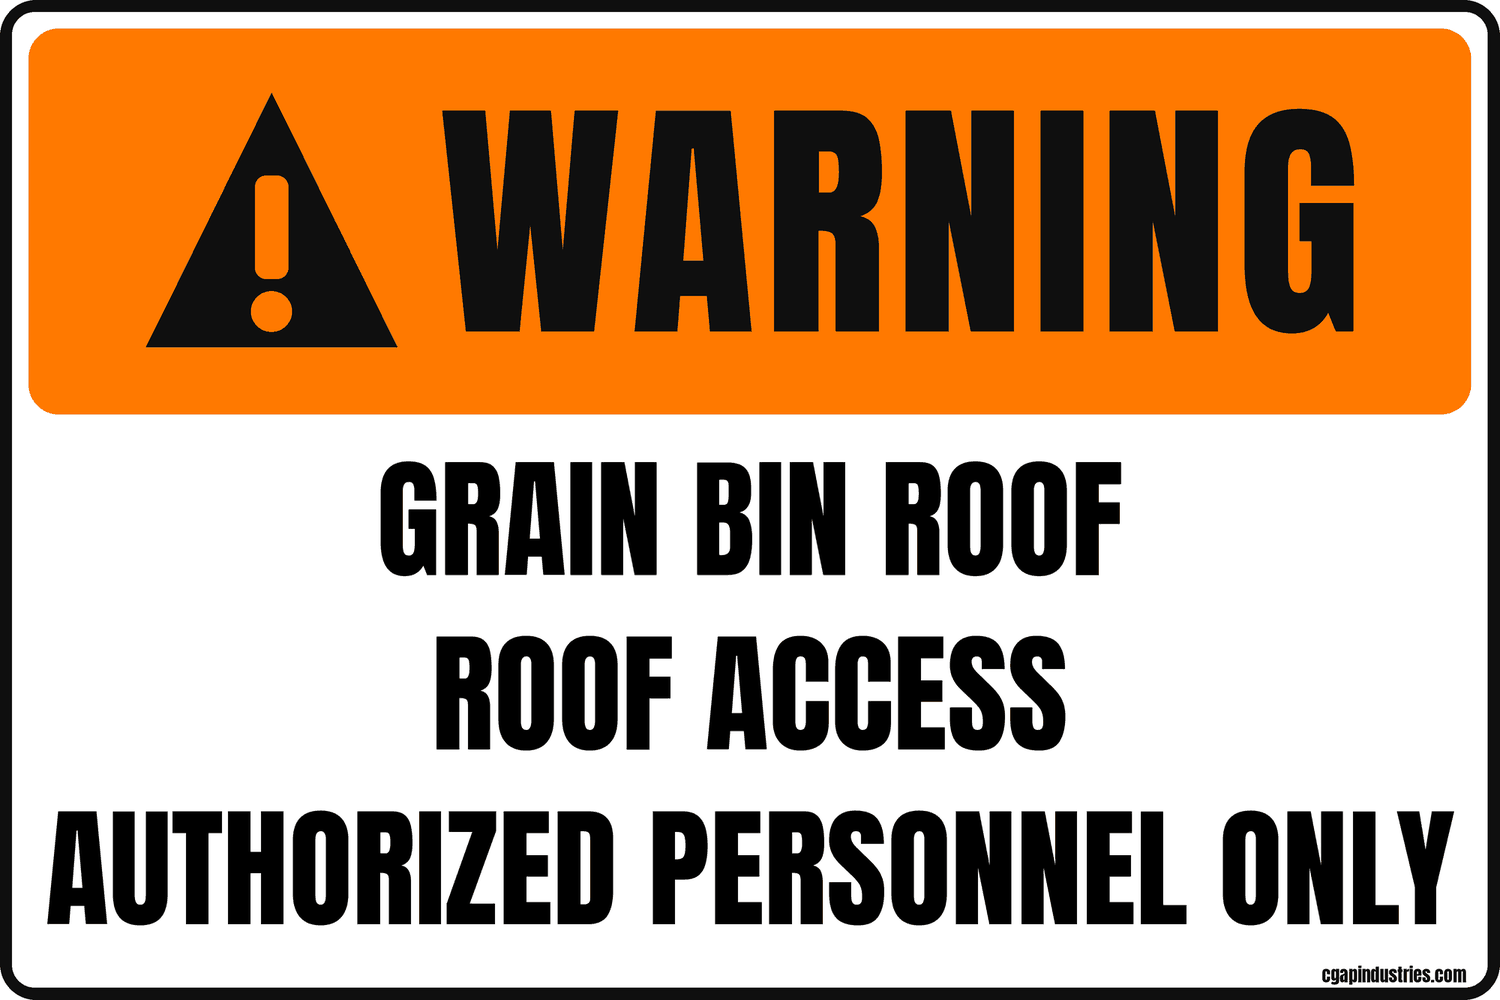 WARNING
GRAIN BIN ROOF
ROOF ACCESS
AUTHORIZED PERSONNEL ONLY
cgapindustries.com